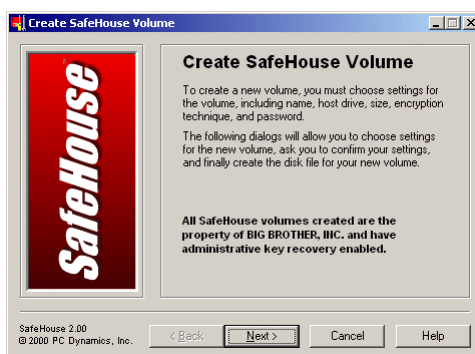 Create SafeHouse Volume
SafeHouse
Create SafeHouse Volume
To create a new volume, you must choose settings for
the volume, including name, host drive, size, encryption
technique, and password.
The following dialogs will allow you to choose settings
for the new volume, ask you to confirm your settings,
and finally create the disk file for your new volume.
All SafeHouse volumes created are the
property of BIG BROTHER, INC. and have
administrative key recovery enabled.
SafeHouse 2.00
© 2000 PC Dynamics, Inc.
< Back
Next >
Cancel
Help